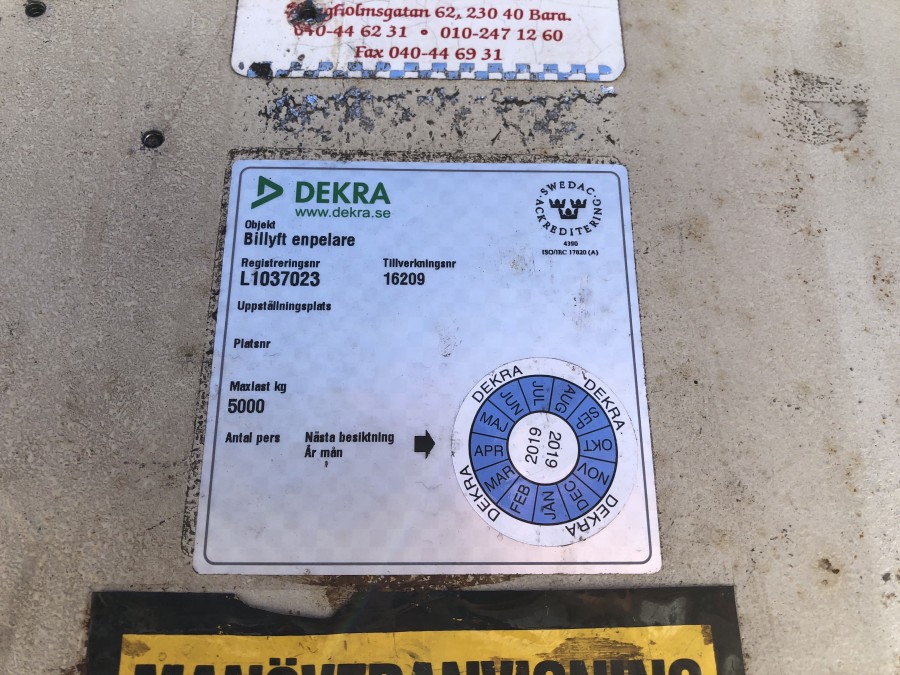 gholmsgatan 62, 230 40 Bara.
040-44 62 31 • 010-247 12 60
Fax 040-44 69 31
DEKRA
www.dekra.se
SWEDAC
ACKREDITERING
4390
ISO/IEC 17020 (A)
Objekt
Billyft enpelare
Registreringsnr Tillverkningsnr
L1037023 16209
Uppställningsplats
Platsnr
Maxlast kg
5000
Antal pers Nästa besiktning
År mån
DEKRA DEKRA DEKRA DEKRA
JAN FEB MAR APR MAJ JUN JUL AUG SEP OKT NOV DEC
2019 2019
MANÖVERANVISNING